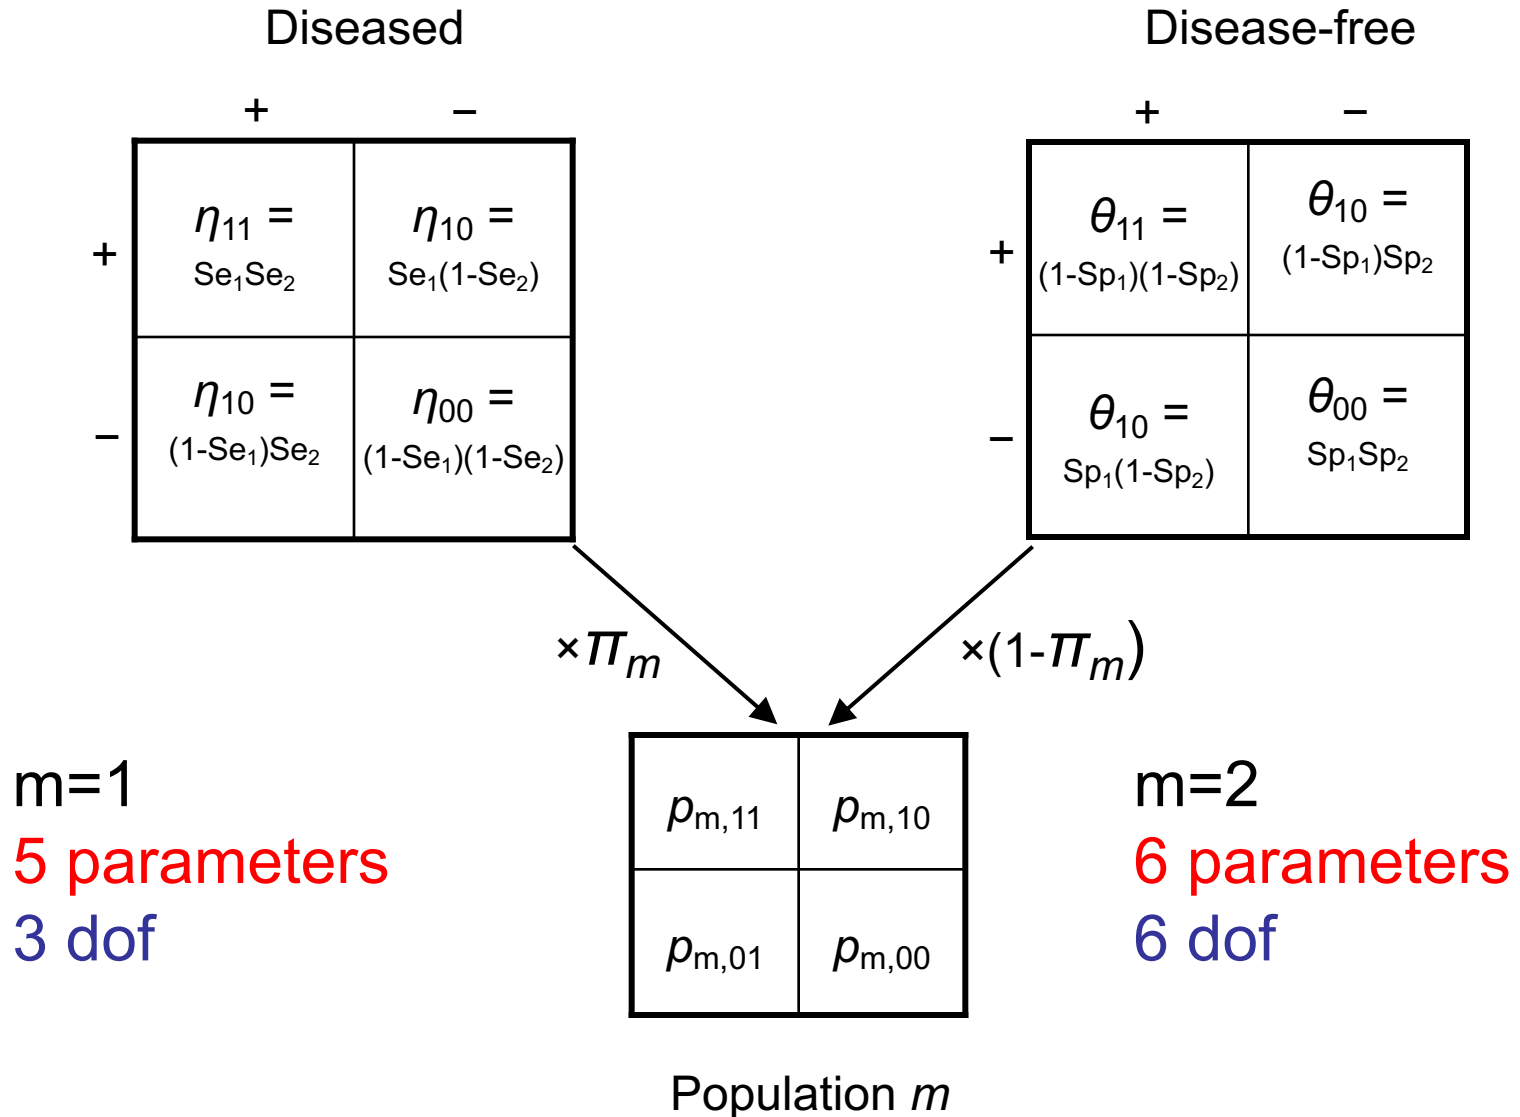 Diseased
Disease-free
+ −
+ −
+
η11 =
Se1Se2
η10 =
Se1(1-Se2)
−
η10 =
(1-Se1)Se2
η00 =
(1-Se1)(1-Se2)
+
θ11 =
(1-Sp1)(1-Sp2)
θ10 =
(1-Sp1)Sp2
−
θ10 =
Sp1(1-Sp2)
θ00 =
Sp1Sp2
×πm
×(1-πm)
m=1
5 parameters
3 dof
pm,11 pm,10
pm,01 pm,00
m=2
6 parameters
6 dof
Population m